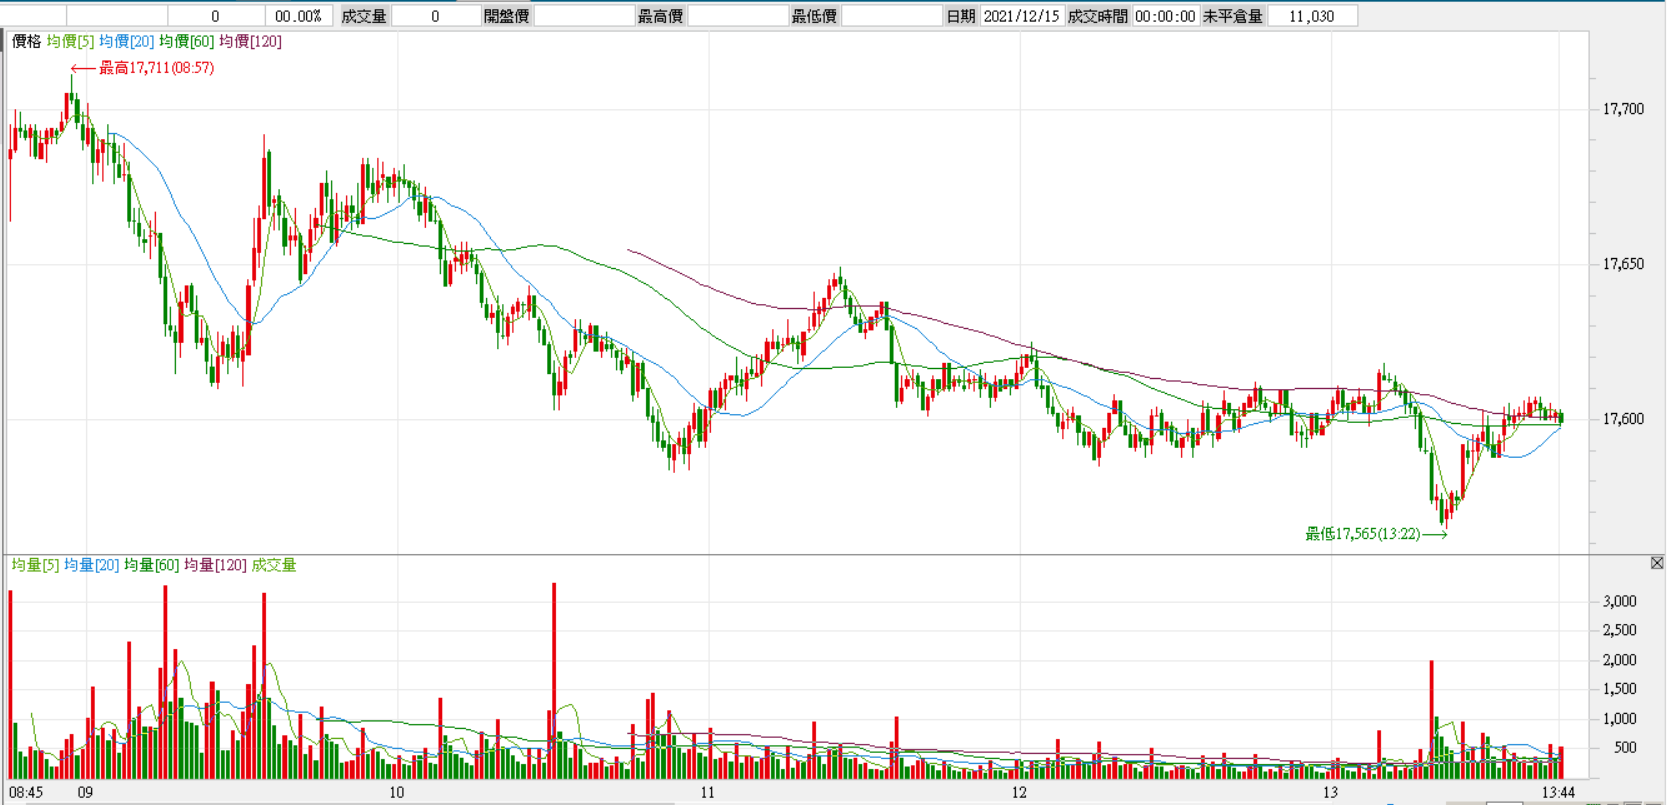 0 00.00% 成交量 0 開盤價 最高價 最低價 日期 2021/12/15 成交時間 00:00:00 未平倉量 11,030
價格 均價[5] 均價[20] 均價[60] 均價[120]
最高17,711(08:57)
17,700
17,650
17,600
最低17,565(13:22)
均量[5] 均量[20] 均量[60] 均量[120] 成交量
3,000
2,500
2,000
1,500
1,000
500
08:45 09 10 11 12 13 13:44